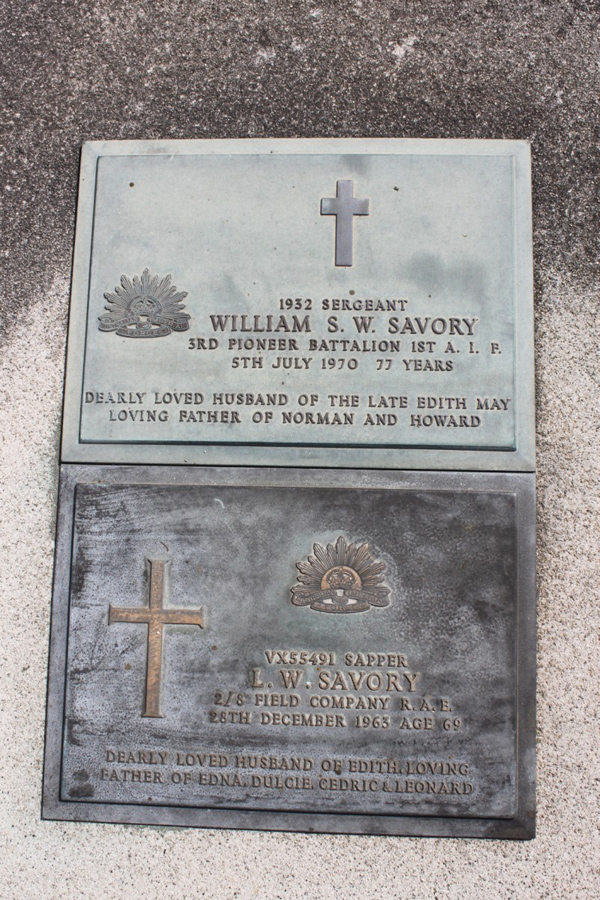 1932 SERGEANT
WILLIAM S. W. SAVORY
3RD PIONEER BATTALION 1ST A. I. F.
5TH JULY 1970 77 YEARS
DEARLY LOVED HUSBAND OF THE LATE EDITH MAY
LOVING FATHER OF NORMAN AND HOWARD
VX55491 SAPPER
L. W. SAVORY
2/8 FIELD COMPANY R.A.E.
28TH DECEMBER 1963 AGE 69
DEARLY LOVED HUSBAND OF EDITH. LOVING
FATHER OF EDNA, DULCIE, CEDRIC & LEONARD